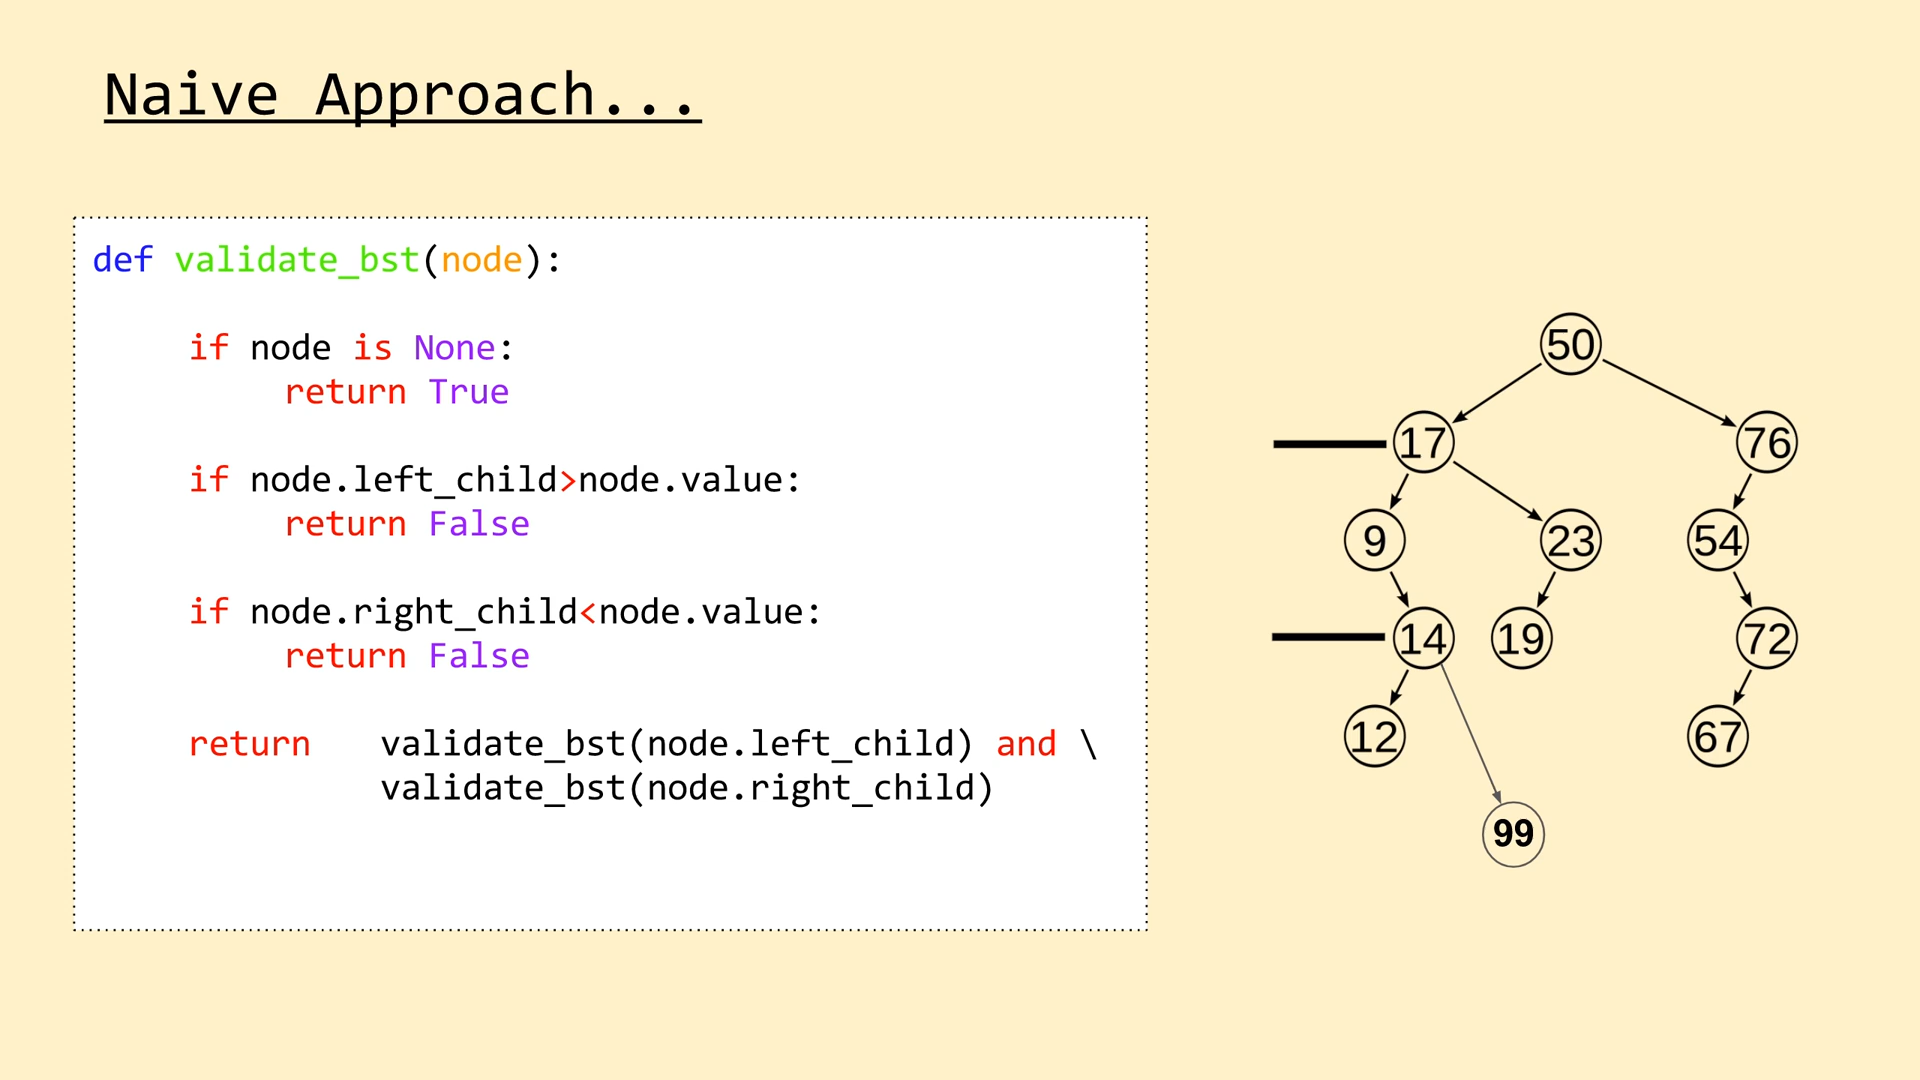 Naive Approach...
def validate_bst(node):
if node is None:
return True
if node.left_child>node.value:
return False
if node.right_child<node.value:
return False
return validate_bst(node.left_child) and \
validate_bst(node.right_child)
50
17 76
9 23 54
14 19 72
12 67
99